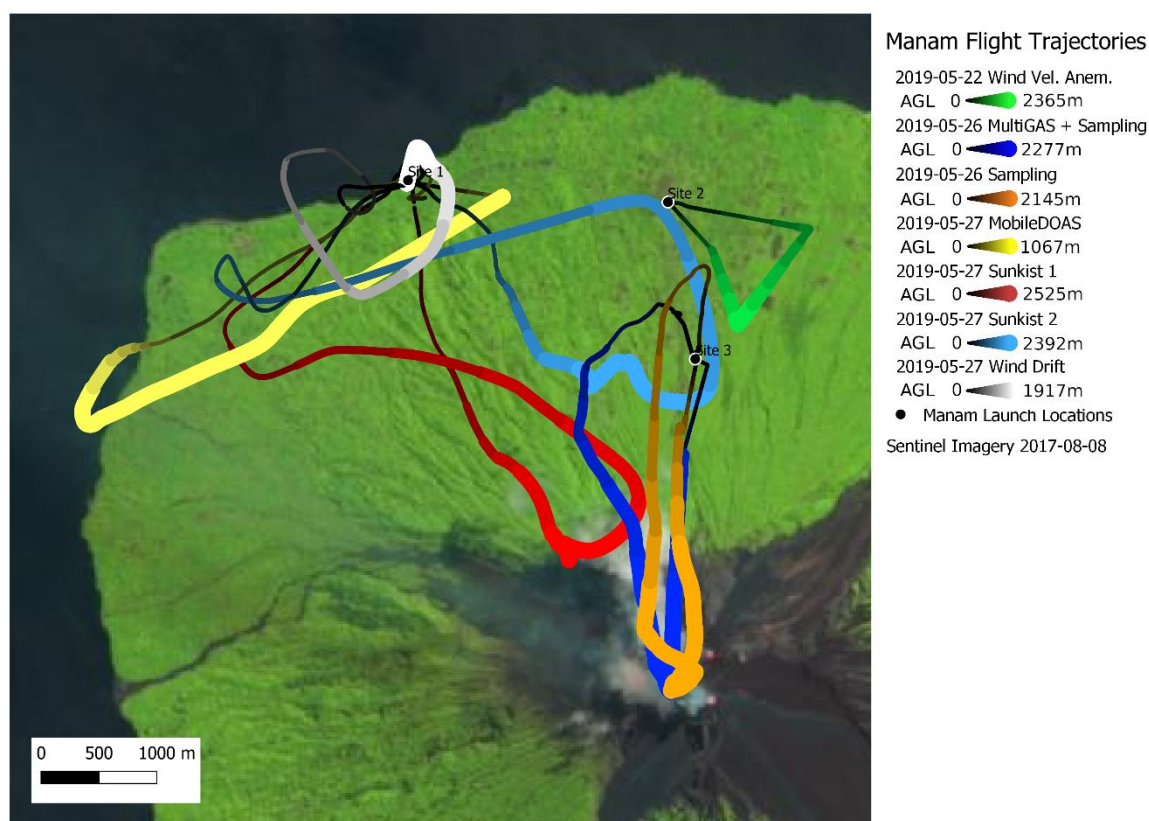 Manam Flight Trajectories
2019-05-22 Wind Vel. Anem.
AGL 0 2365m
2019-05-26 MultiGAS + Sampling
AGL 0 2277m
2019-05-26 Sampling
AGL 0 2145m
2019-05-27 MobileDOAS
AGL 0 1067m
2019-05-27 Sunkist 1
AGL 0 2525m
2019-05-27 Sunkist 2
AGL 0 2392m
2019-05-27 Wind Drift
AGL 0 1917m
Manam Launch Locations
Sentinel Imagery 2017-08-08
Site 1
Site 2
Site 3
0 500 1000 m